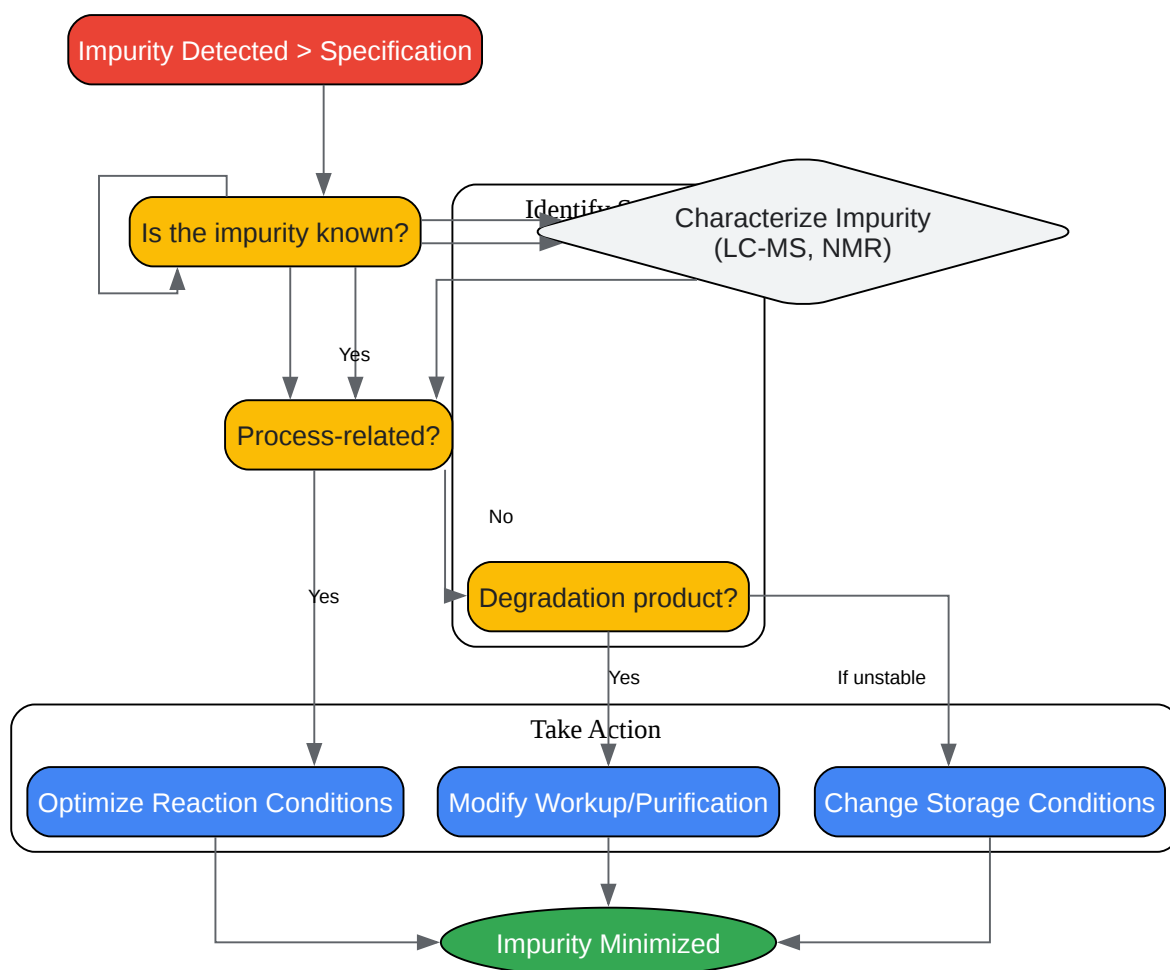 Impurity Detected > Specification
Is the impurity known?
Identify
Characterize Impurity
(LC-MS, NMR)
Yes
Process-related?
No
Yes
Degradation product?
Yes
If unstable
Take Action
Optimize Reaction Conditions
Modify Workup/Purification
Change Storage Conditions
Impurity Minimized